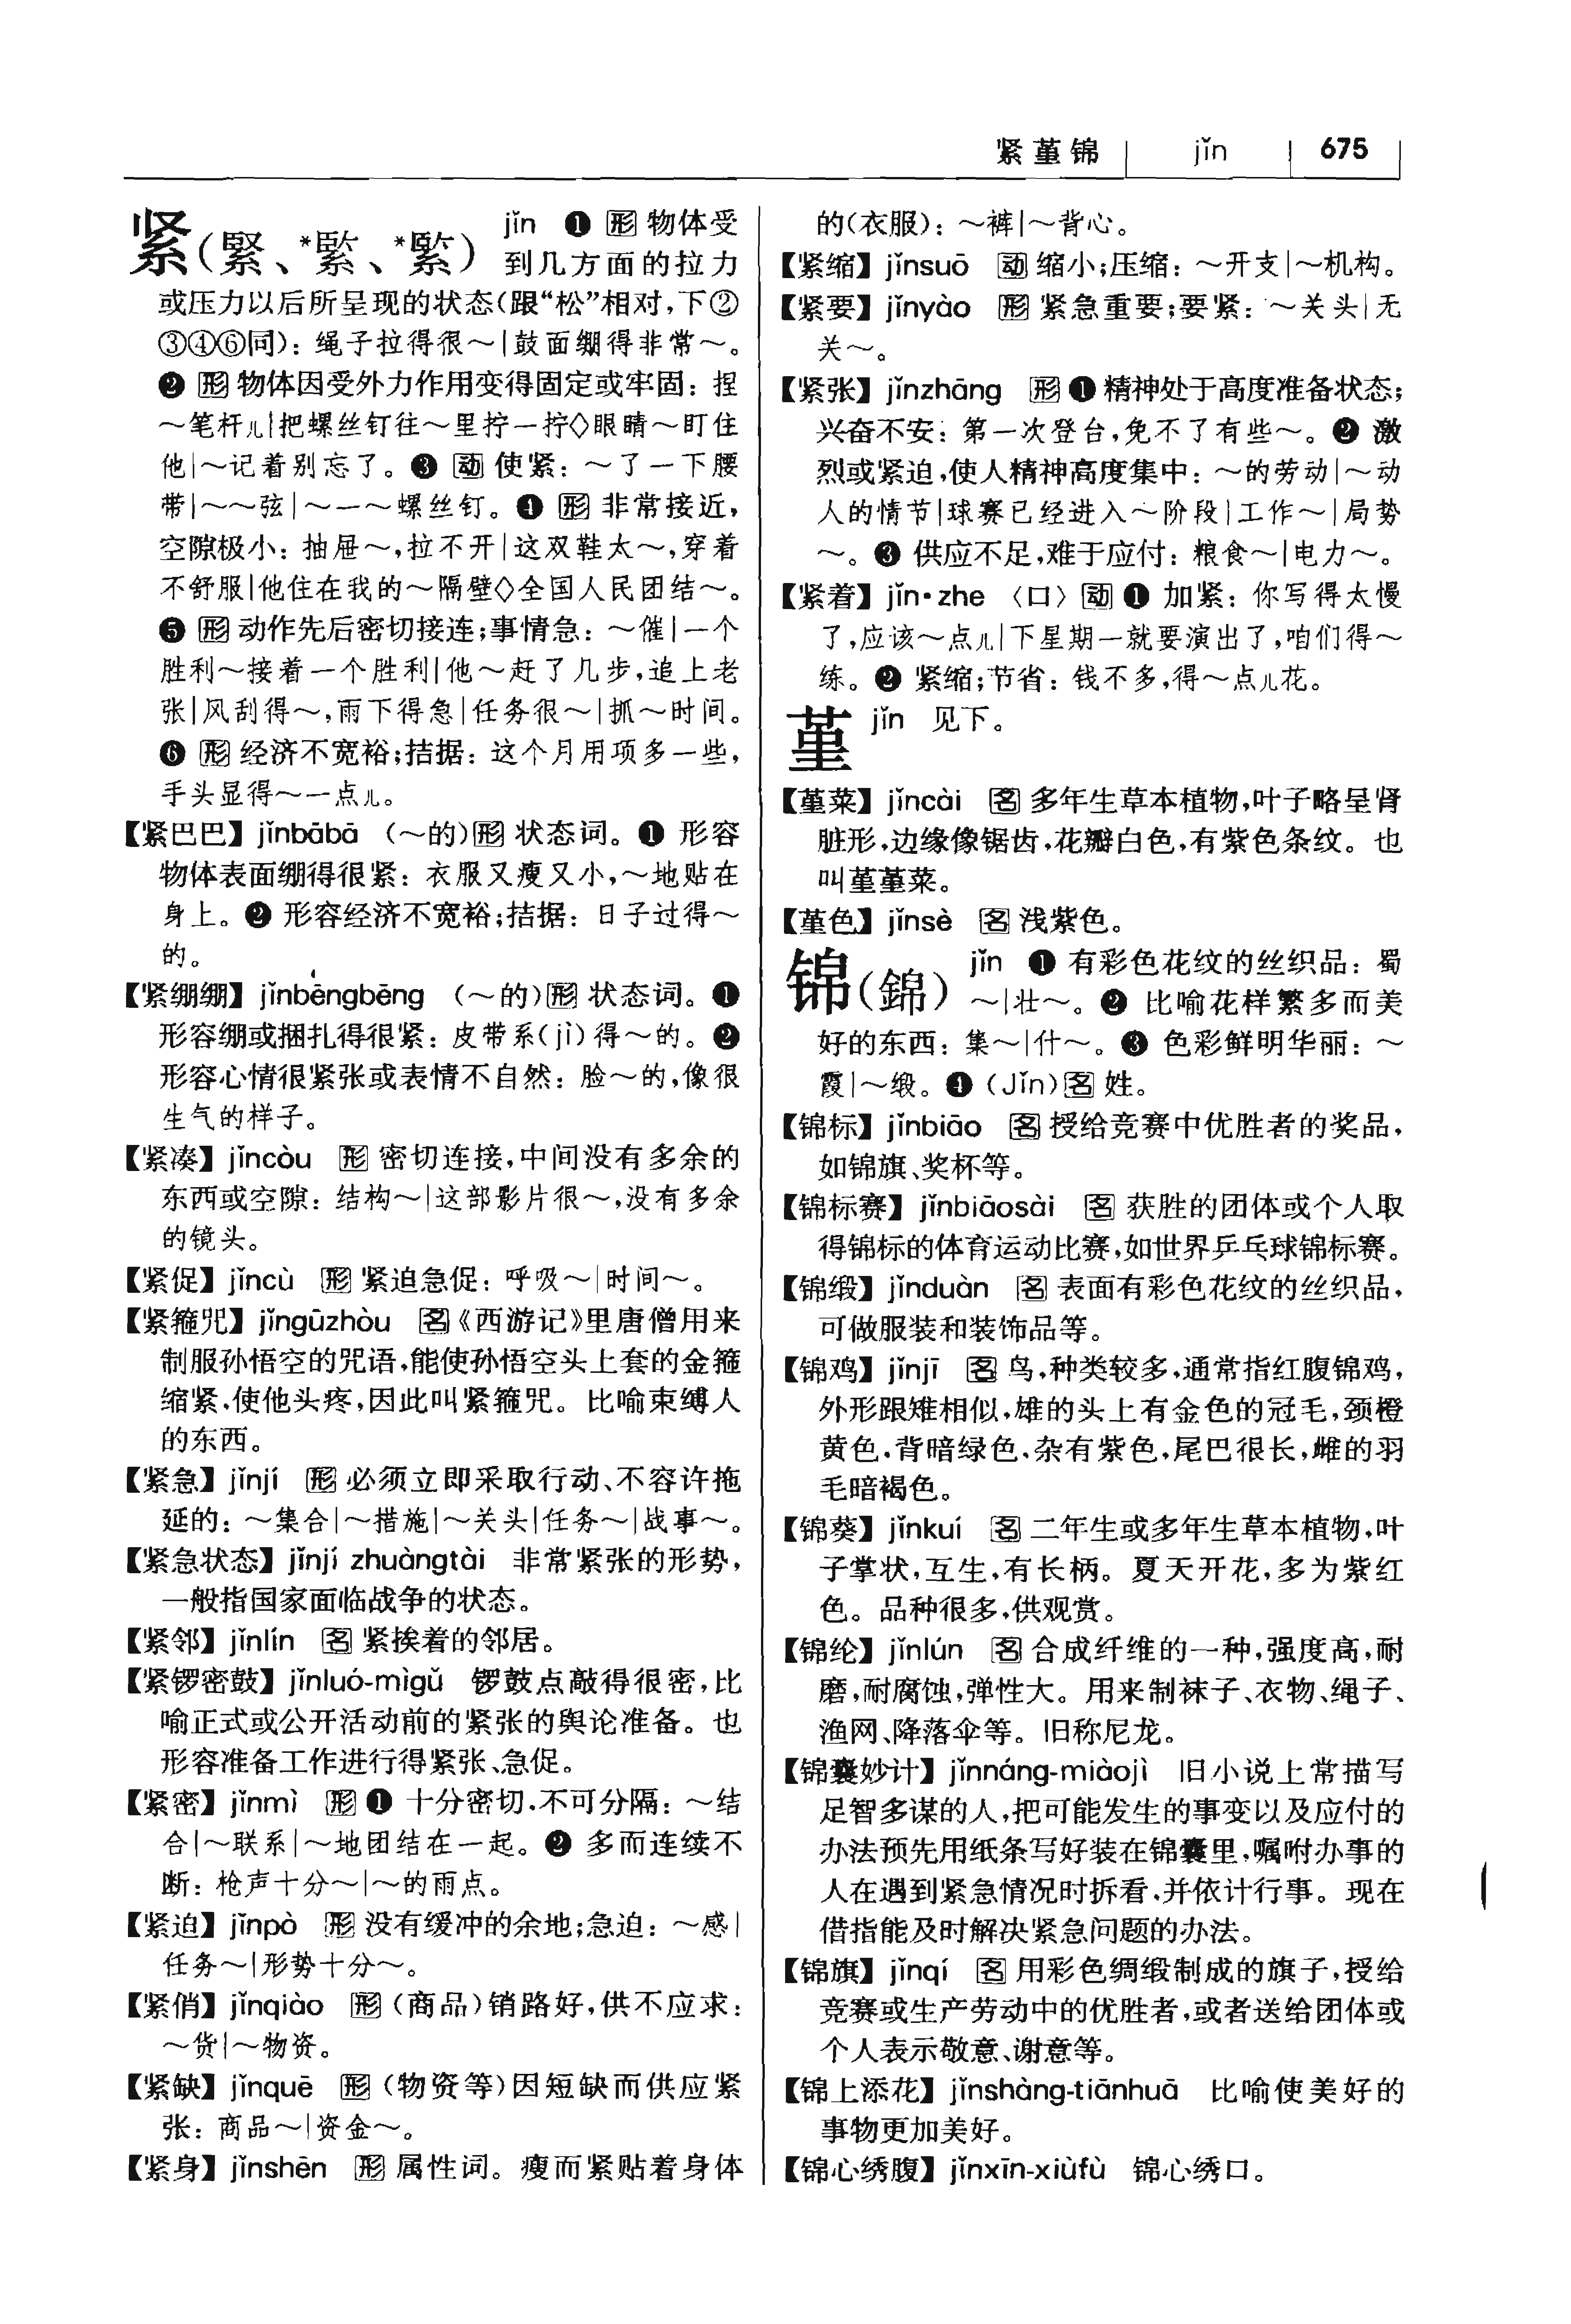 紧堇锦 jǐn 675
紧(緊、*䋮、*𦂳) jǐn ❶ 形 物体受
到几方面的拉力
或压力以后所呈现的状态(跟“松”相对,下②
③④⑥同):绳子拉得很~|鼓面绷得非常~。
❷ 形 物体因受外力作用变得固定或牢固:捏
~笔杆儿|把螺丝钉往~里拧一拧◇眼睛~盯住
他|~记着别忘了。❸ 动 使紧:~了一下腰
带|~~弦|~一~螺丝钉。❹ 形 非常接近,
空隙极小:抽屉~,拉不开|这双鞋太~,穿着
不舒服|他住在我的~隔壁◇全国人民团结~。
❺ 形 动作先后密切接连;事情急:~催|一个
胜利~接着一个胜利|他~赶了几步,追上老
张|风刮得~,雨下得急|任务很~|抓~时间。
❻ 形 经济不宽裕;拮据:这个月用项多一些,
手头显得~一点儿。
【紧巴巴】jǐnbābā (~的)形 状态词。❶ 形容
物体表面绷得很紧:衣服又瘦又小,~地贴在
身上。❷ 形容经济不宽裕;拮据:日子过得~
的。
【紧绷绷】jǐnbēngbēng (~的)形 状态词。❶
形容绷或捆扎得很紧:皮带系(jì)得~的。❷
形容心情很紧张或表情不自然:脸~的,像很
生气的样子。
【紧凑】jǐncòu 形 密切连接,中间没有多余的
东西或空隙:结构~|这部影片很~,没有多余
的镜头。
【紧促】jǐncù 形 紧迫急促:呼吸~|时间~。
【紧箍咒】jǐngūzhòu 名《西游记》里唐僧用来
制服孙悟空的咒语,能使孙悟空头上套的金箍
缩紧,使他头疼,因此叫紧箍咒。比喻束缚人
的东西。
【紧急】jǐnjí 形 必须立即采取行动、不容许拖
延的:~集合|~措施|~关头|任务~|战事~。
【紧急状态】jǐnjí zhuàngtài 非常紧张的形势,
一般指国家面临战争的状态。
【紧邻】jǐnlín 名 紧挨着的邻居。
【紧锣密鼓】jǐnluó-mìgǔ 锣鼓点敲得很密,比
喻正式或公开活动前的紧张的舆论准备。也
形容准备工作进行得紧张、急促。
【紧密】jǐnmì 形 ❶ 十分密切,不可分隔:~结
合|~联系|~地团结在一起。❷ 多而连续不
断:枪声十分~|~的雨点。
【紧迫】jǐnpò 形 没有缓冲的余地;急迫:~感|
任务~|形势十分~。
【紧俏】jǐnqiào 形 (商品)销路好,供不应求:
~货|~物资。
【紧缺】jǐnquē 形 (物资等)因短缺而供应紧
张:商品~|资金~。
【紧身】jǐnshēn 形 属性词。瘦而紧贴着身体
的(衣服):~裤|~背心。
【紧缩】jǐnsuō 动 缩小;压缩:~开支|~机构。
【紧要】jǐnyào 形 紧急重要;要紧:~关头|无
关~。
【紧张】jǐnzhāng 形 ❶ 精神处于高度准备状态;
兴奋不安:第一次登台,免不了有些~。❷ 激
烈或紧迫,使人精神高度集中:~的劳动|~动
人的情节|球赛已经进入~阶段|工作~|局势
~。❸ 供应不足,难于应付:粮食~|电力~。
【紧着】jǐn·zhe 〈口〉动 ❶ 加紧:你写得太慢
了,应该~点儿|下星期一就要演出了,咱们得~
练。❷ 紧缩;节省:钱不多,得~点儿花。
堇 jǐn 见下。
【堇菜】jǐncài 名 多年生草本植物,叶子略呈肾
脏形,边缘像锯齿,花瓣白色,有紫色条纹。也
叫堇堇菜。
【堇色】jǐnsè 名 浅紫色。
锦(錦) jǐn ❶ 有彩色花纹的丝织品:蜀
~|壮~。❷ 比喻花样繁多而美
好的东西:集~|什~。❸ 色彩鲜明华丽:~
霞|~缎。❹ (Jǐn)名 姓。
【锦标】jǐnbiāo 名 授给竞赛中优胜者的奖品,
如锦旗、奖杯等。
【锦标赛】jǐnbiāosài 名 获胜的团体或个人取
得锦标的体育运动比赛,如世界乒乓球锦标赛。
【锦缎】jǐnduàn 名 表面有彩色花纹的丝织品,
可做服装和装饰品等。
【锦鸡】jǐnjī 名 鸟,种类较多,通常指红腹锦鸡,
外形跟雉相似,雄的头上有金色的冠毛,颈橙
黄色,背暗绿色,杂有紫色,尾巴很长,雌的羽
毛暗褐色。
【锦葵】jǐnkuí 名 二年生或多年生草本植物,叶
子掌状,互生,有长柄。夏天开花,多为紫红
色。品种很多,供观赏。
【锦纶】jǐnlún 名 合成纤维的一种,强度高,耐
磨,耐腐蚀,弹性大。用来制袜子、衣物、绳子、
渔网、降落伞等。旧称尼龙。
【锦囊妙计】jǐnnáng-miàojì 旧小说上常描写
足智多谋的人,把可能发生的事变以及应付的
办法预先用纸条写好装在锦囊里,嘱咐办事的
人在遇到紧急情况时拆看,并依计行事。现在
借指能及时解决紧急问题的办法。
【锦旗】jǐnqí 名 用彩色绸缎制成的旗子,授给
竞赛或生产劳动中的优胜者,或者送给团体或
个人表示敬意、谢意等。
【锦上添花】jǐnshàng-tiānhuā 比喻使美好的
事物更加美好。
【锦心绣腹】jǐnxīn-xiùfù 锦心绣口。